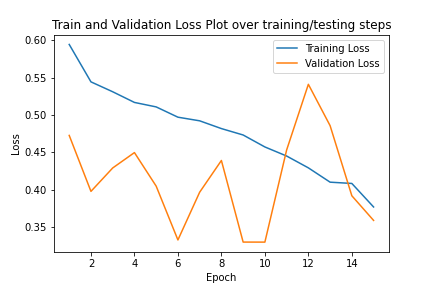 Train and Validation Loss Plot over training/testing steps
Training Loss
Validation Loss
Loss
0.60
0.55
0.50
0.45
0.40
0.35
2 4 6 8 10 12 14
Epoch